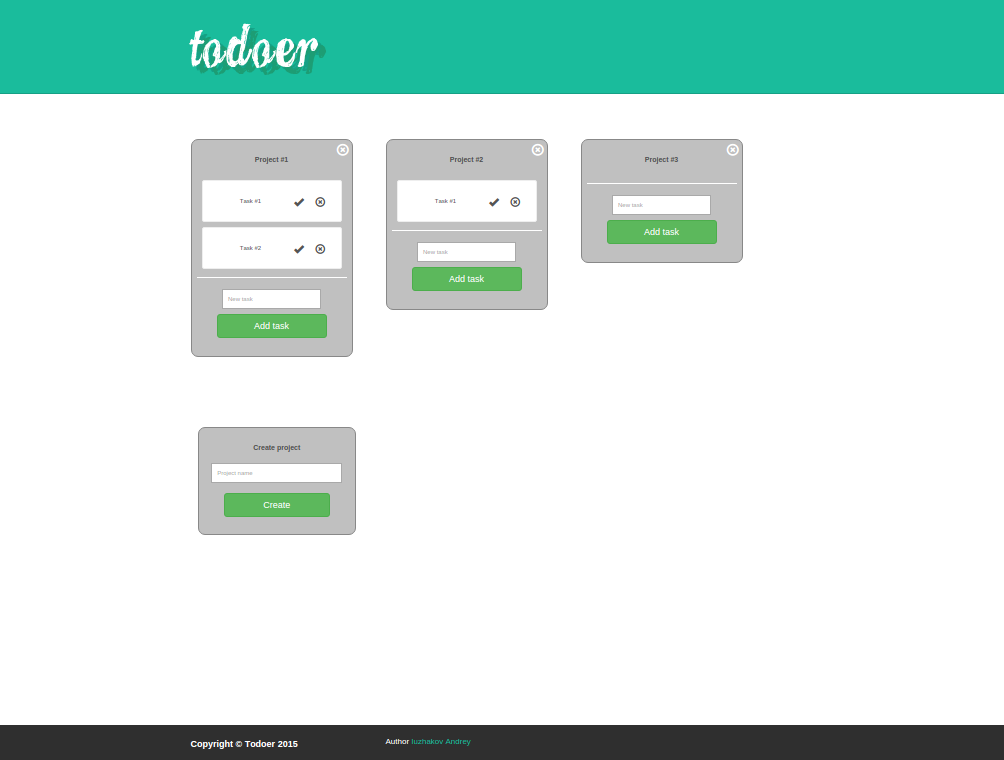 todoer
Project #1
Task #1
Task #2
New task
Add task
Project #2
Task #1
New task
Add task
Project #3
New task
Add task
Create project
Project name
Create
Copyright © Todoer 2015
Author Iuzhakov Andrey